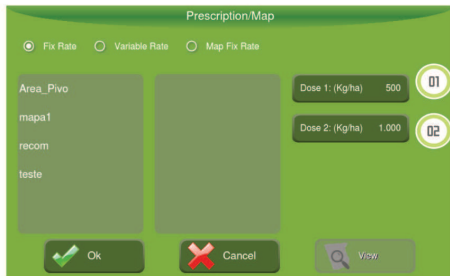 Prescription/Map
Fix Rate Variable Rate Map Fix Rate
Area_Pivo
mapa1
recom
teste
Dose 1: (Kg/ha) 500
01
Dose 2: (Kg/ha) 1.000
02
Ok Cancel View